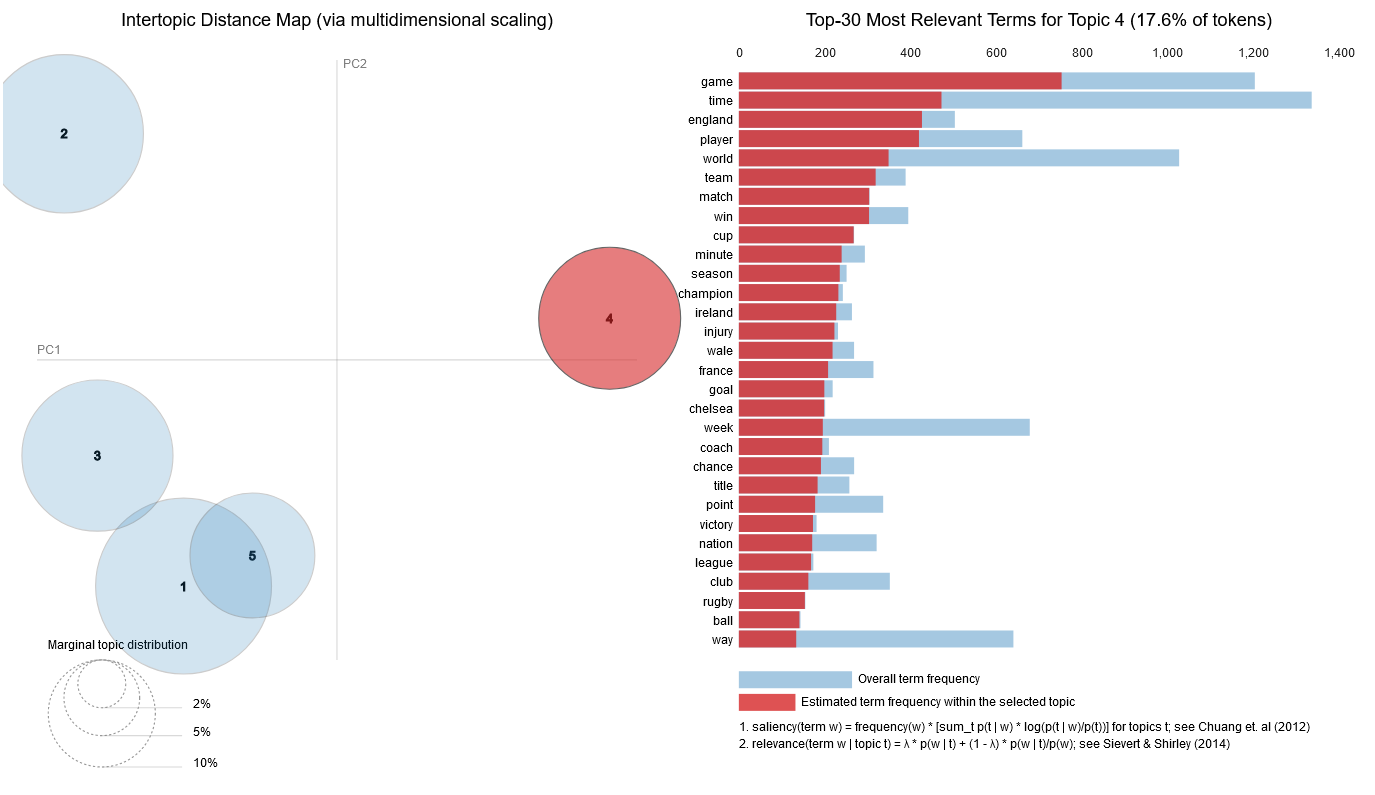 Intertopic Distance Map (via multidimensional scaling)
PC2
PC1
2
4
3
5
1
Marginal topic distribution
2%
5%
10%
Top-30 Most Relevant Terms for Topic 4 (17.6% of tokens)
0 200 400 600 800 1,000 1,200 1,400
game
time
england
player
world
team
match
win
cup
minute
season
champion
ireland
injury
wale
france
goal
chelsea
week
coach
chance
title
point
victory
nation
league
club
rugby
ball
way
Overall term frequency
Estimated term frequency within the selected topic
1. saliency(term w) = frequency(w) * [sum_t p(t | w) * log(p(t | w)/p(t))] for topics t; see Chuang et. al (2012)
2. relevance(term w | topic t) = λ * p(w | t) + (1 - λ) * p(w | t)/p(w); see Sievert & Shirley (2014)